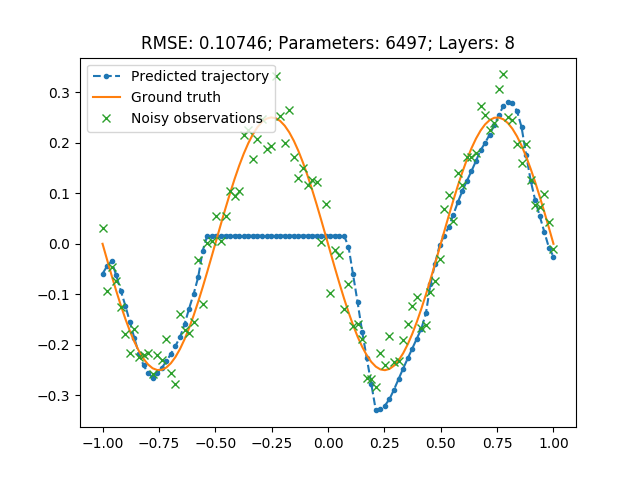 RMSE: 0.10746; Parameters: 6497; Layers: 8
Predicted trajectory
Ground truth
Noisy observations
0.3
0.2
0.1
0.0
−0.1
−0.2
−0.3
−1.00 −0.75 −0.50 −0.25 0.00 0.25 0.50 0.75 1.00